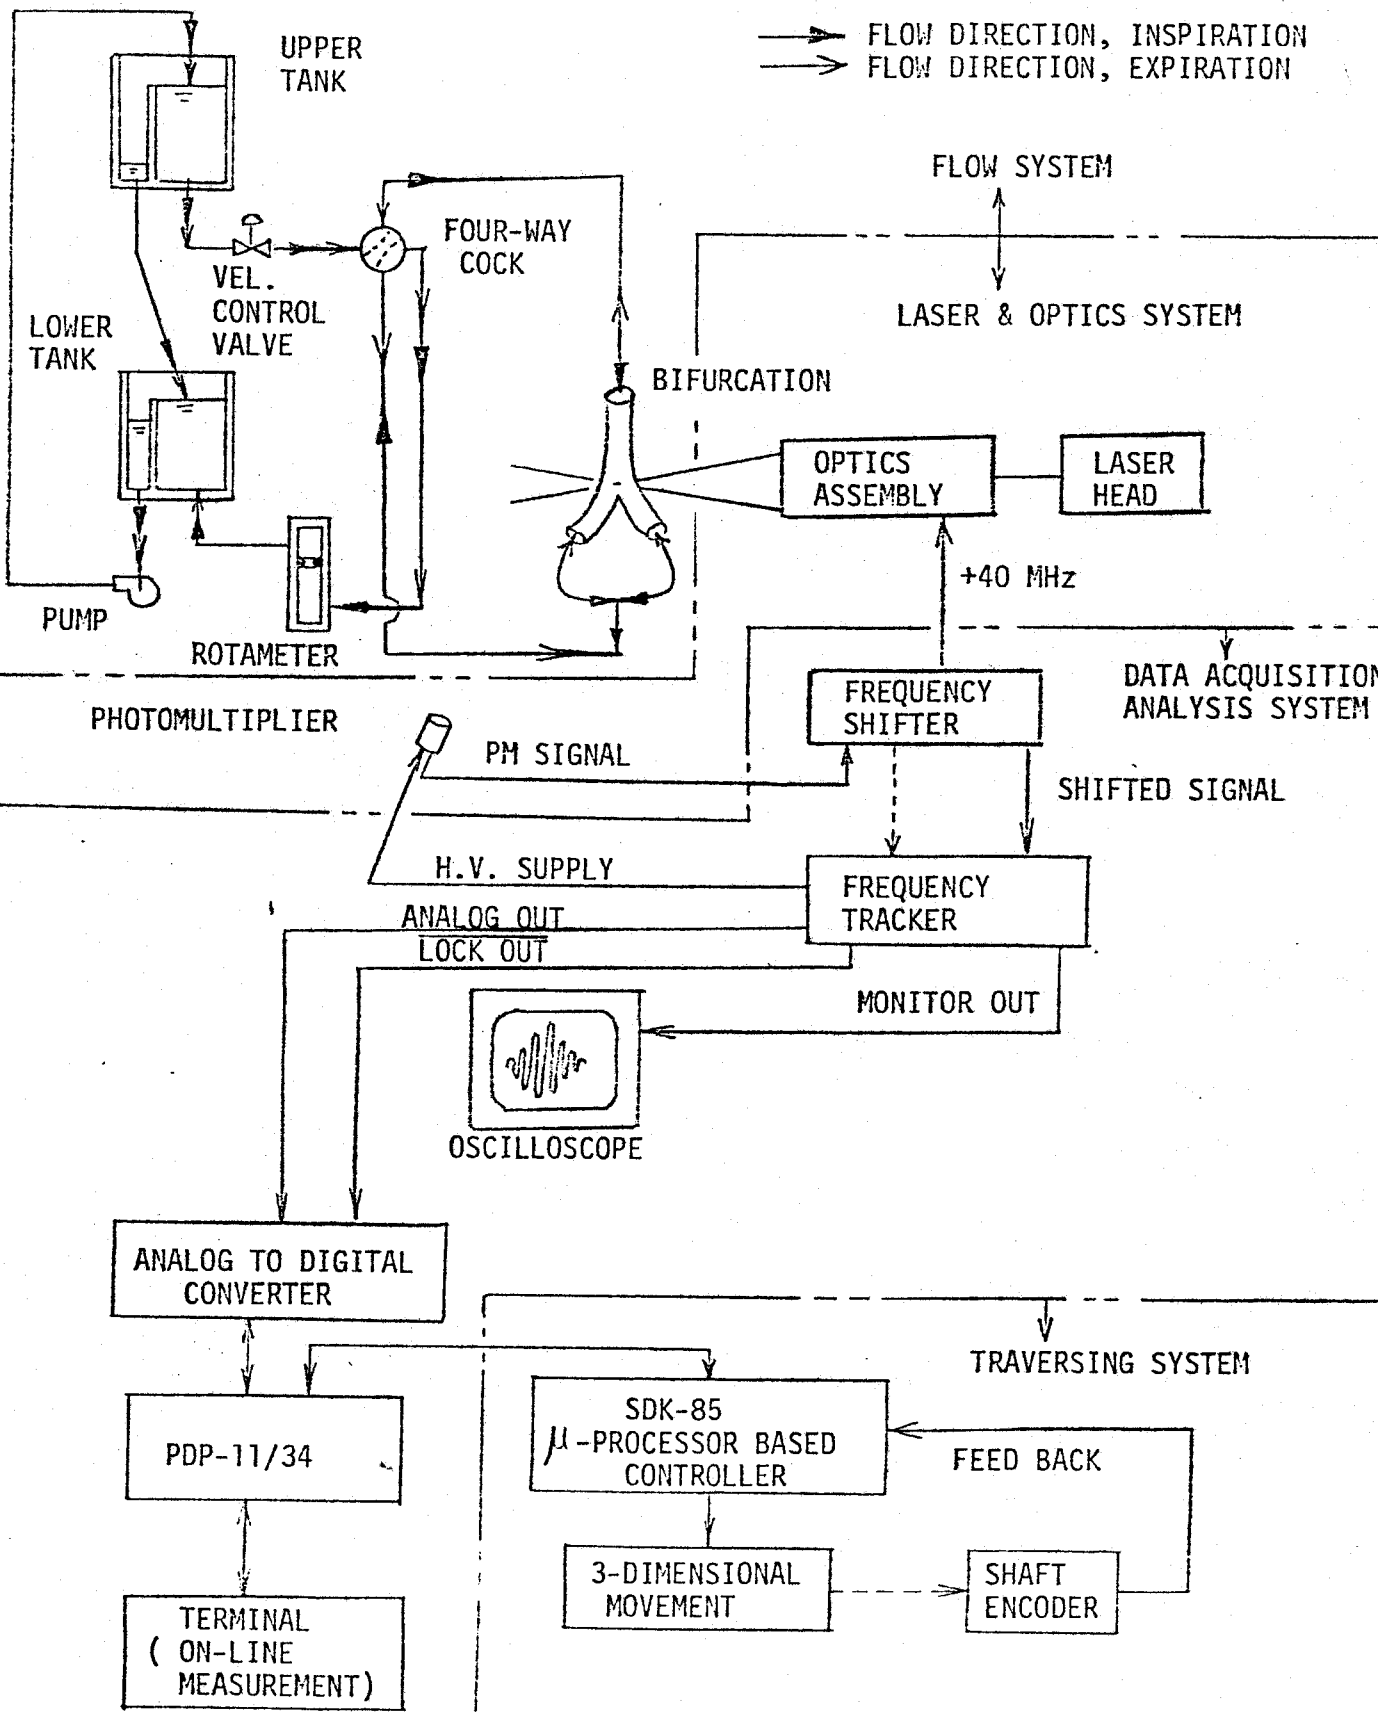 UPPER
TANK
FLOW DIRECTION, INSPIRATION
FLOW DIRECTION, EXPIRATION
FLOW SYSTEM
FOUR-WAY
COCK
VEL.
CONTROL
VALVE
LASER & OPTICS SYSTEM
LOWER
TANK
BIFURCATION
OPTICS
ASSEMBLY
LASER
HEAD
+40 MHz
PUMP
ROTAMETER
DATA ACQUISITION
ANALYSIS SYSTEM
FREQUENCY
SHIFTER
PHOTOMULTIPLIER
PM SIGNAL
SHIFTED SIGNAL
H.V. SUPPLY
FREQUENCY
TRACKER
ANALOG OUT
LOCK OUT
MONITOR OUT
OSCILLOSCOPE
ANALOG TO DIGITAL
CONVERTER
TRAVERSING SYSTEM
SDK-85
μ-PROCESSOR BASED
CONTROLLER
PDP-11/34
FEED BACK
3-DIMENSIONAL
MOVEMENT
SHAFT
ENCODER
TERMINAL
( ON-LINE
MEASUREMENT)